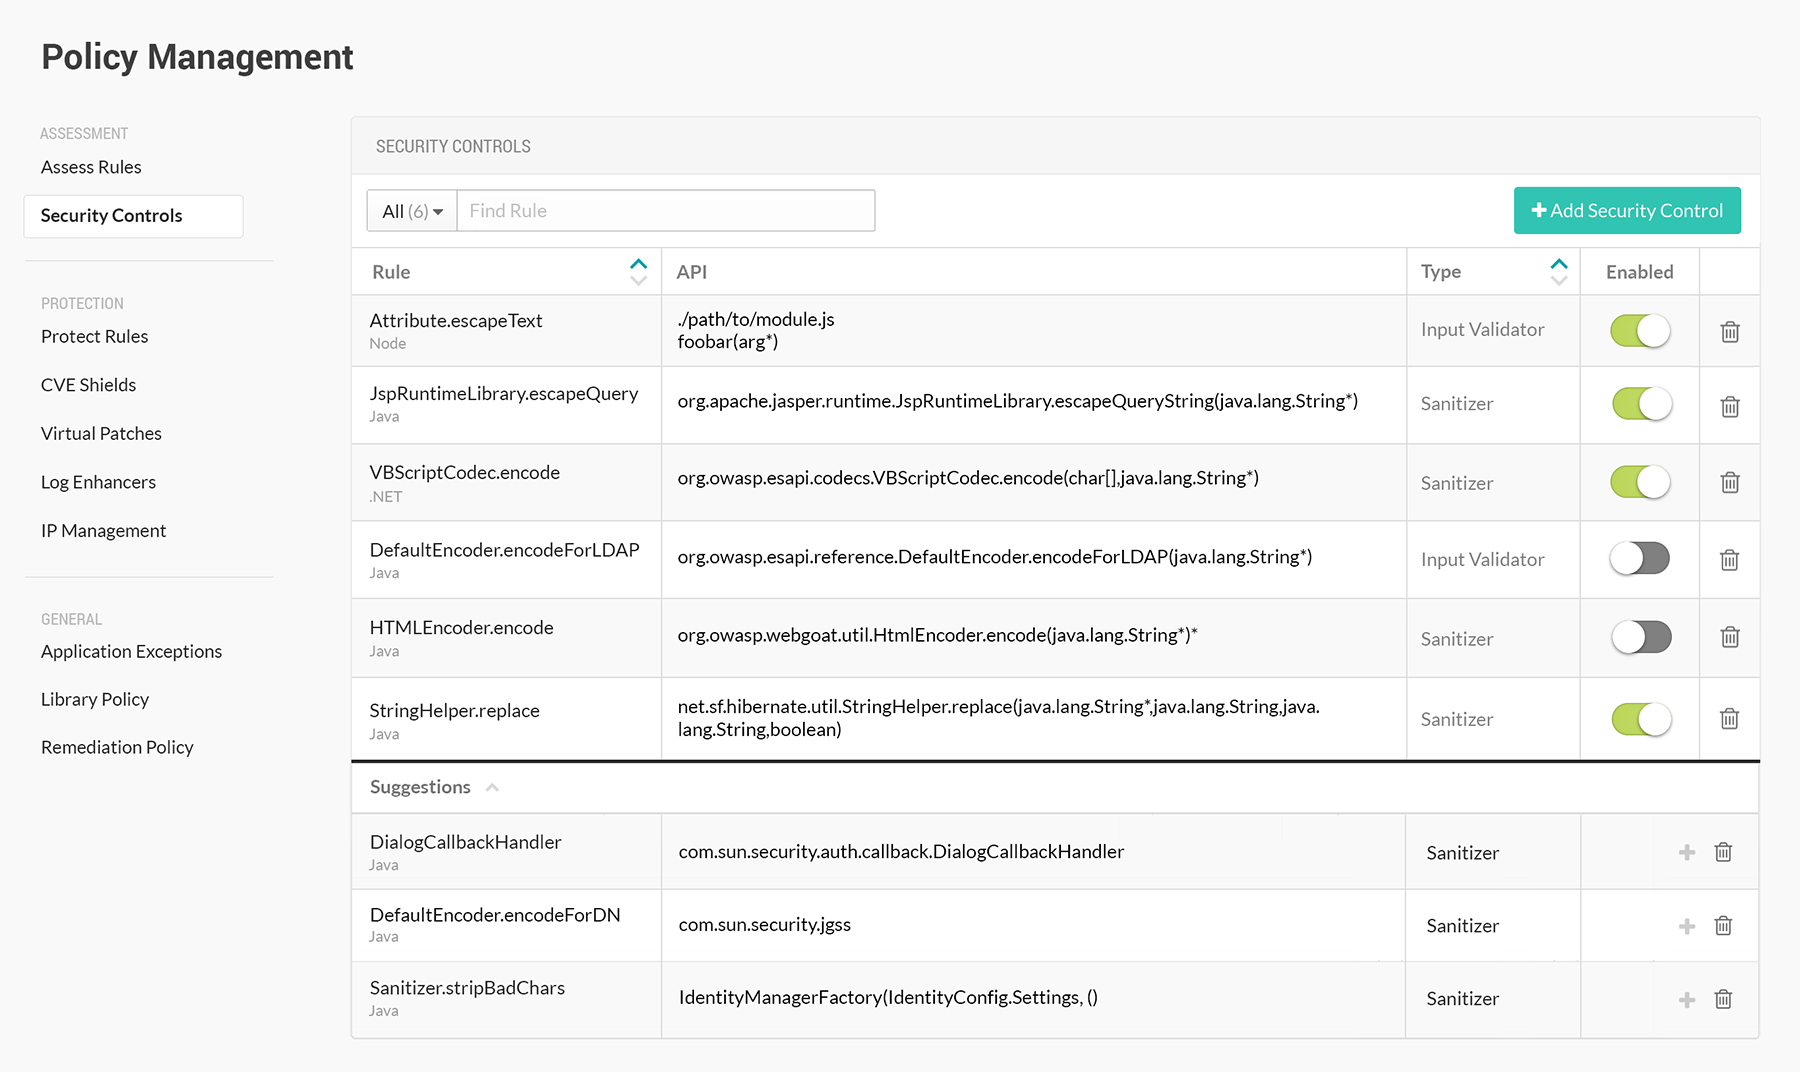 Policy Management
ASSESSMENT
Assess Rules
Security Controls
PROTECTION
Protect Rules
CVE Shields
Virtual Patches
Log Enhancers
IP Management
GENERAL
Application Exceptions
Library Policy
Remediation Policy
SECURITY CONTROLS
All (6)
Find Rule
Add Security Control
Rule
API
Type
Enabled
Attribute.escapeText
Node
./path/to/module.js
foobar(arg*)
Input Validator
JspRuntimeLibrary.escapeQuery
Java
org.apache.jasper.runtime.JspRuntimeLibrary.escapeQueryString(java.lang.String*)
Sanitizer
VBScriptCodec.encode
.NET
org.owasp.esapi.codecs.VBScriptCodec.encode(char[],java.lang.String*)
Sanitizer
DefaultEncoder.encodeForLDAP
Java
org.owasp.esapi.reference.DefaultEncoder.encodeForLDAP(java.lang.String*)
Input Validator
HTMLEncoder.encode
Java
org.owasp.webgoat.util.HtmlEncoder.encode(java.lang.String*)*
Sanitizer
StringHelper.replace
Java
net.sf.hibernate.util.StringHelper.replace(java.lang.String*,java.lang.String,java.
lang.String,boolean)
Sanitizer
Suggestions
DialogCallbackHandler
Java
com.sun.security.auth.callback.DialogCallbackHandler
Sanitizer
DefaultEncoder.encodeForDN
Java
com.sun.security.jgss
Sanitizer
Sanitizer.stripBadChars
Java
IdentityManagerFactory(IdentityConfig.Settings, ()
Sanitizer